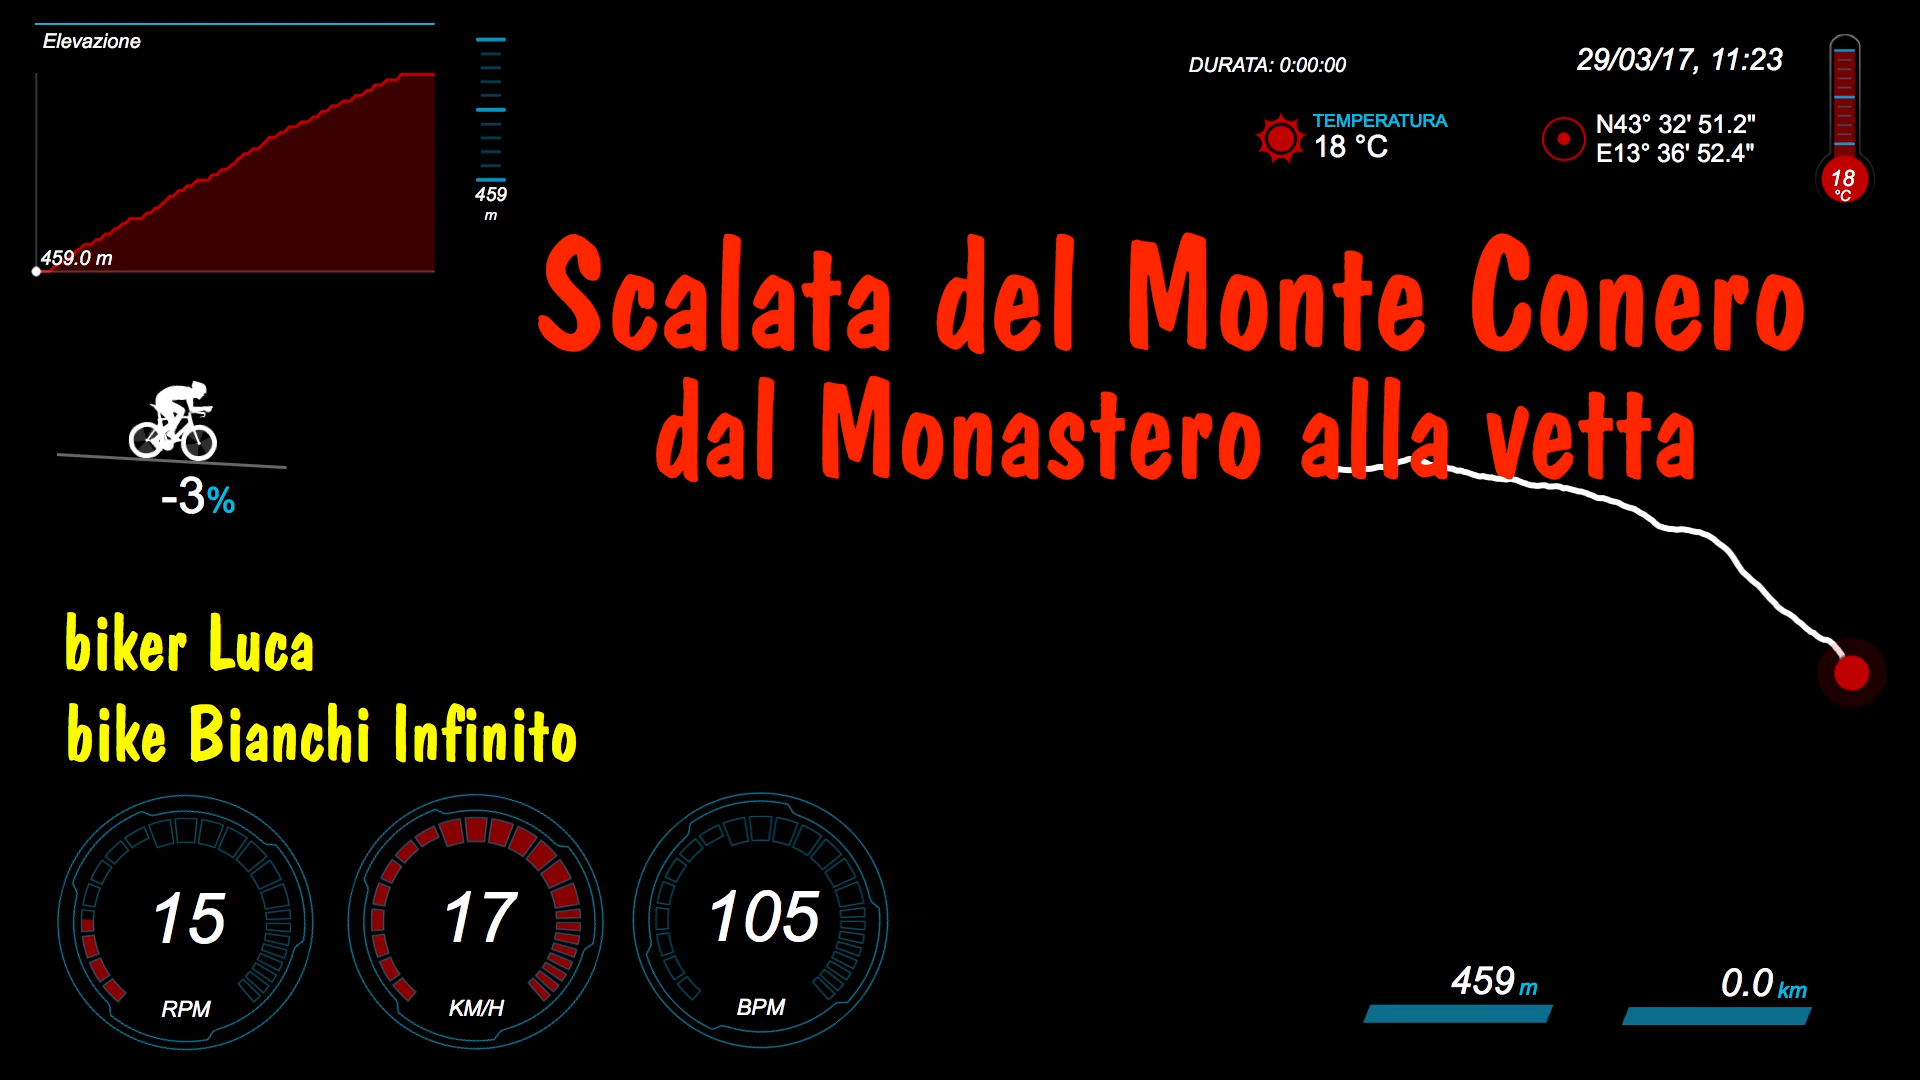 Elevazione
459.0 m
459
m
DURATA: 0:00:00
29/03/17, 11:23
TEMPERATURA
18 °C
N43° 32' 51.2"
E13° 36' 52.4"
18
°C
Scalata del Monte Conero
dal Monastero alla vetta
-3%
biker Luca
bike Bianchi Infinito
15
RPM
17
KM/H
105
BPM
459 m
0.0 km